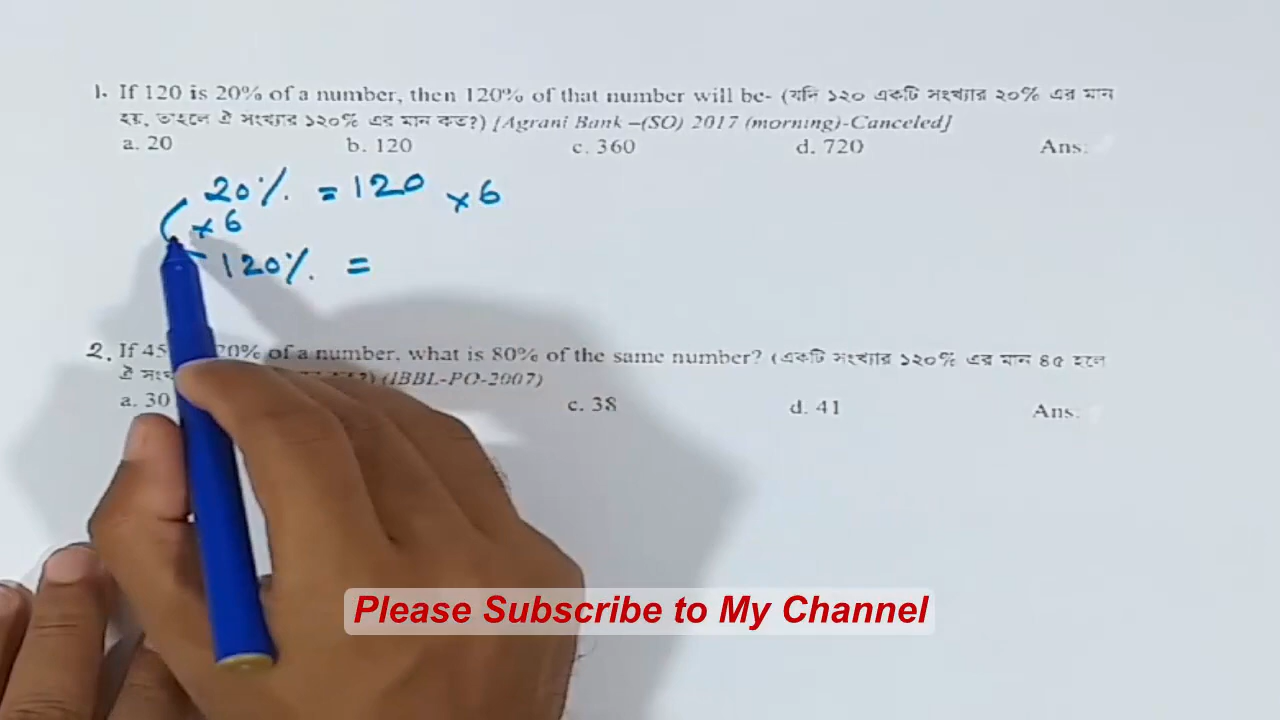 ১. If 120 is 20% of a number, then 120% of that number will be- (যদি ১২০ একটি সংখ্যার ২০% এর মান
হয়, তাহলে ঐ সংখ্যার ১২০% এর মান কত?) [Agrani Bank –(SO) 2017 (morning)-Canceled]
a. 20 b. 120 c. 360 d. 720 Ans:
20% = 120 × 6
× 6
120% =
2. If 45 20% of a number, what is 80% of the same number? (একটি সংখ্যার ১২০% এর মান ৪৫ হলে
ঐ (IBBL-PO-2007)
a. 30 c. 38 d. 41 Ans:
Please Subscribe to My Channel